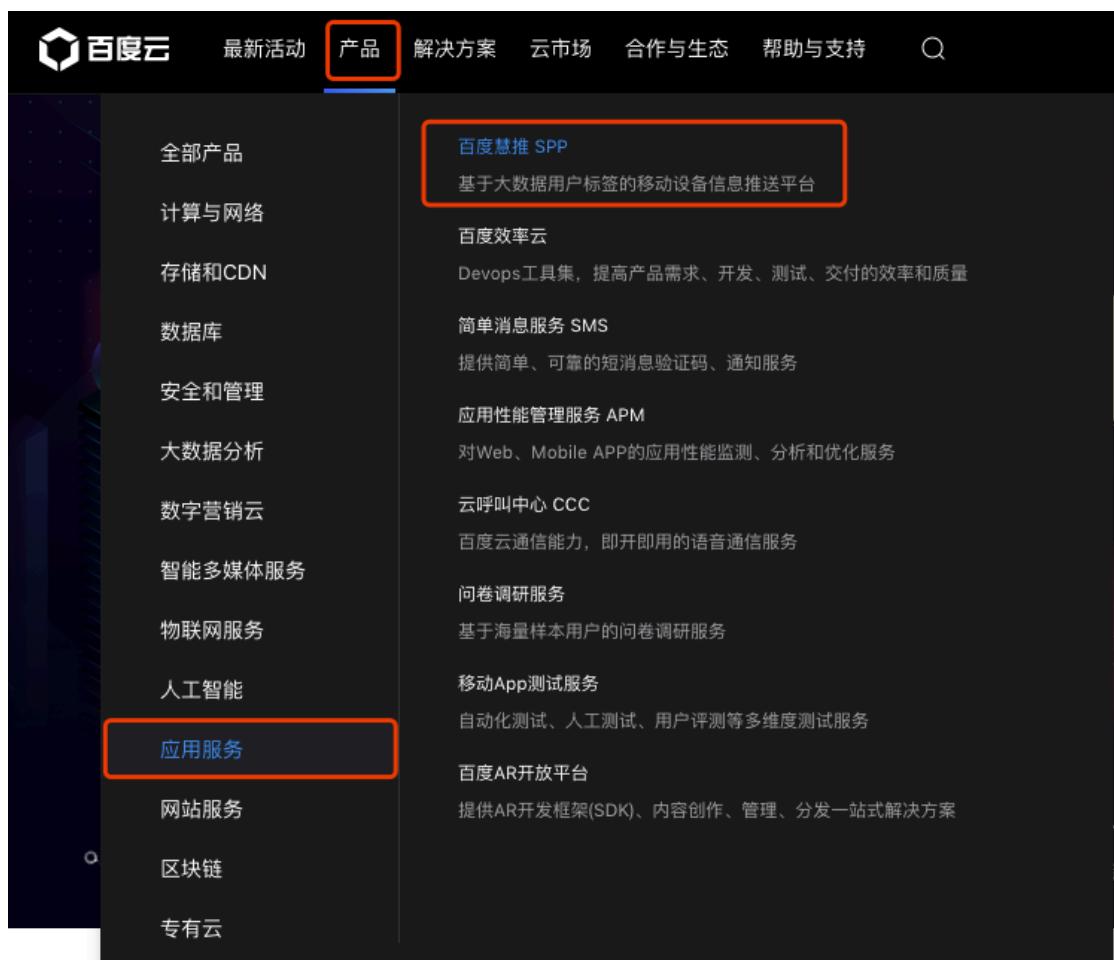 百度云 最新活动 产品 解决方案 云市场 合作与生态 帮助与支持
全部产品
计算与网络
存储和CDN
数据库
安全和管理
大数据分析
数字营销云
智能多媒体服务
物联网服务
人工智能
应用服务
网站服务
区块链
专有云
百度慧推 SPP
基于大数据用户标签的移动设备信息推送平台
百度效率云
Devops工具集，提高产品需求、开发、测试、交付的效率和质量
简单消息服务 SMS
提供简单、可靠的短消息验证码、通知服务
应用性能管理服务 APM
对Web、Mobile APP的应用性能监测、分析和优化服务
云呼叫中心 CCC
百度云通信能力，即开即用的语音通信服务
问卷调研服务
基于海量样本用户的问卷调研服务
移动App测试服务
自动化测试、人工测试、用户评测等多维度测试服务
百度AR开放平台
提供AR开发框架(SDK)、内容创作、管理、分发一站式解决方案